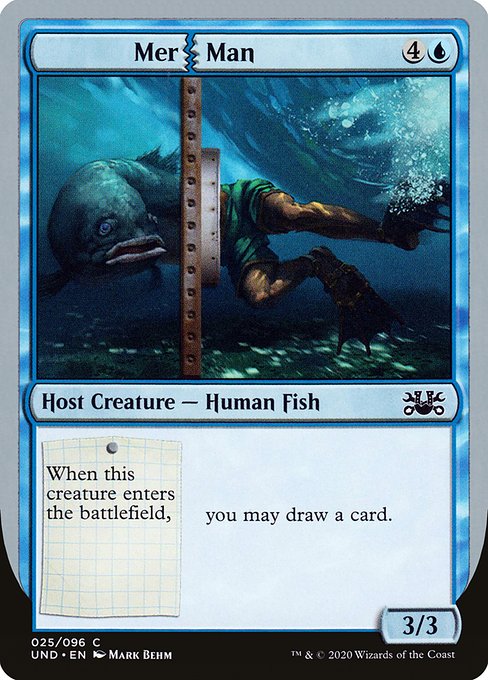 Mer Man 4
Host Creature — Human Fish
When this
creature enters
the battlefield,
you may draw a card.
3/3
025/096 C
UND • EN Mark Behm
™ & © 2020 Wizards of the Coast